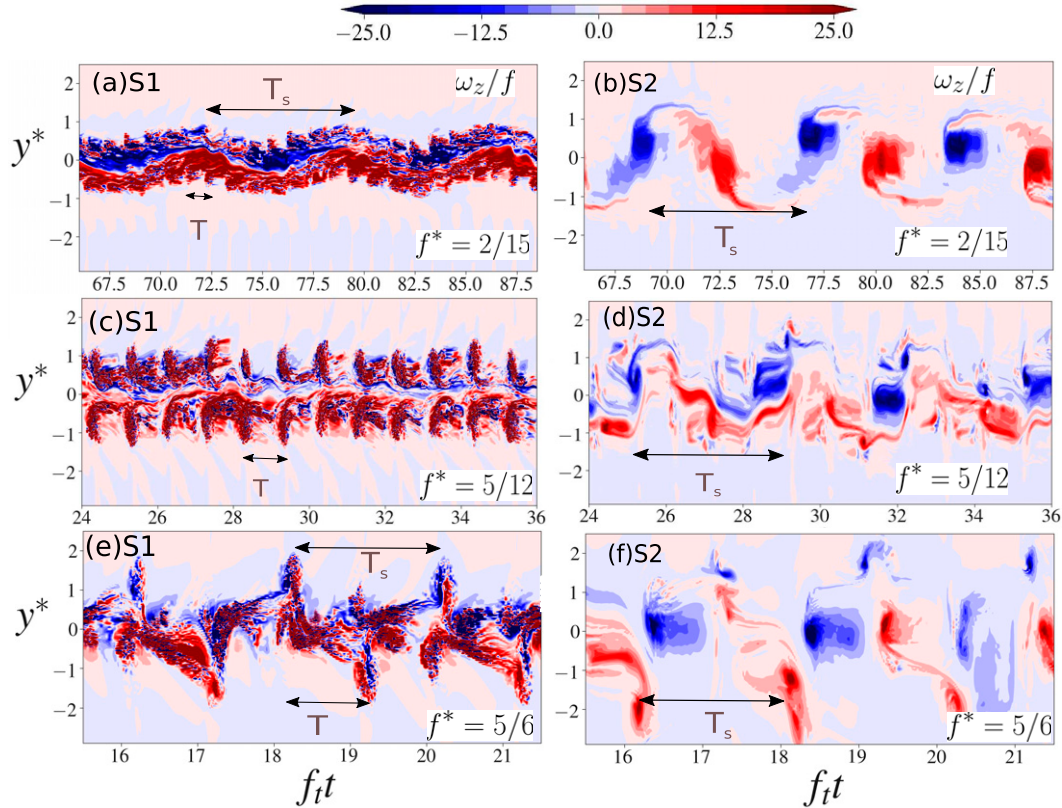 −25.0 −12.5 0.0 12.5 25.0
(a)S1 T_s ω_z/f
y*
2
1
0
−1
−2
T
f* = 2/15
67.5 70.0 72.5 75.0 77.5 80.0 82.5 85.0 87.5
(b)S2 ω_z/f
2
1
0
−1
−2
T_s
f* = 2/15
67.5 70.0 72.5 75.0 77.5 80.0 82.5 85.0 87.5
(c)S1
y*
2
1
0
−1
−2
T
f* = 5/12
24 26 28 30 32 34 36
(d)S2
2
1
0
−1
−2
T_s
f* = 5/12
24 26 28 30 32 34 36
(e)S1
T_s
y*
2
1
0
−1
−2
T
f* = 5/6
16 17 18 19 20 21
f_t t
(f)S2
2
1
0
−1
−2
T_s
f* = 5/6
16 17 18 19 20 21
f_t t